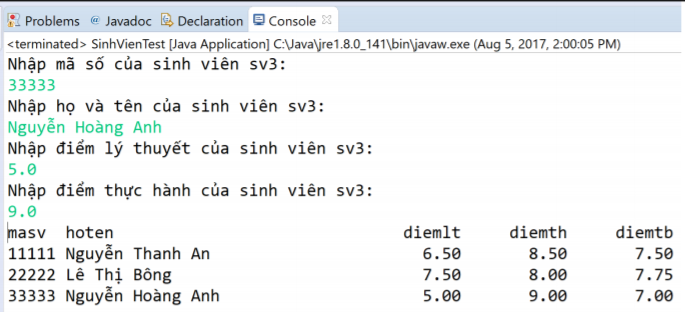 Problems @ Javadoc Declaration Console
<terminated> SinhVienTest [Java Application] C:\Java\jre1.8.0_141\bin\javaw.exe (Aug 5, 2017, 2:00:05 PM)
Nhập mã số của sinh viên sv3:
33333
Nhập họ và tên của sinh viên sv3:
Nguyễn Hoàng Anh
Nhập điểm lý thuyết của sinh viên sv3:
5.0
Nhập điểm thực hành của sinh viên sv3:
9.0
masv hoten diemlt diemth diemtb
11111 Nguyễn Thanh An 6.50 8.50 7.50
22222 Lê Thị Bông 7.50 8.00 7.75
33333 Nguyễn Hoàng Anh 5.00 9.00 7.00